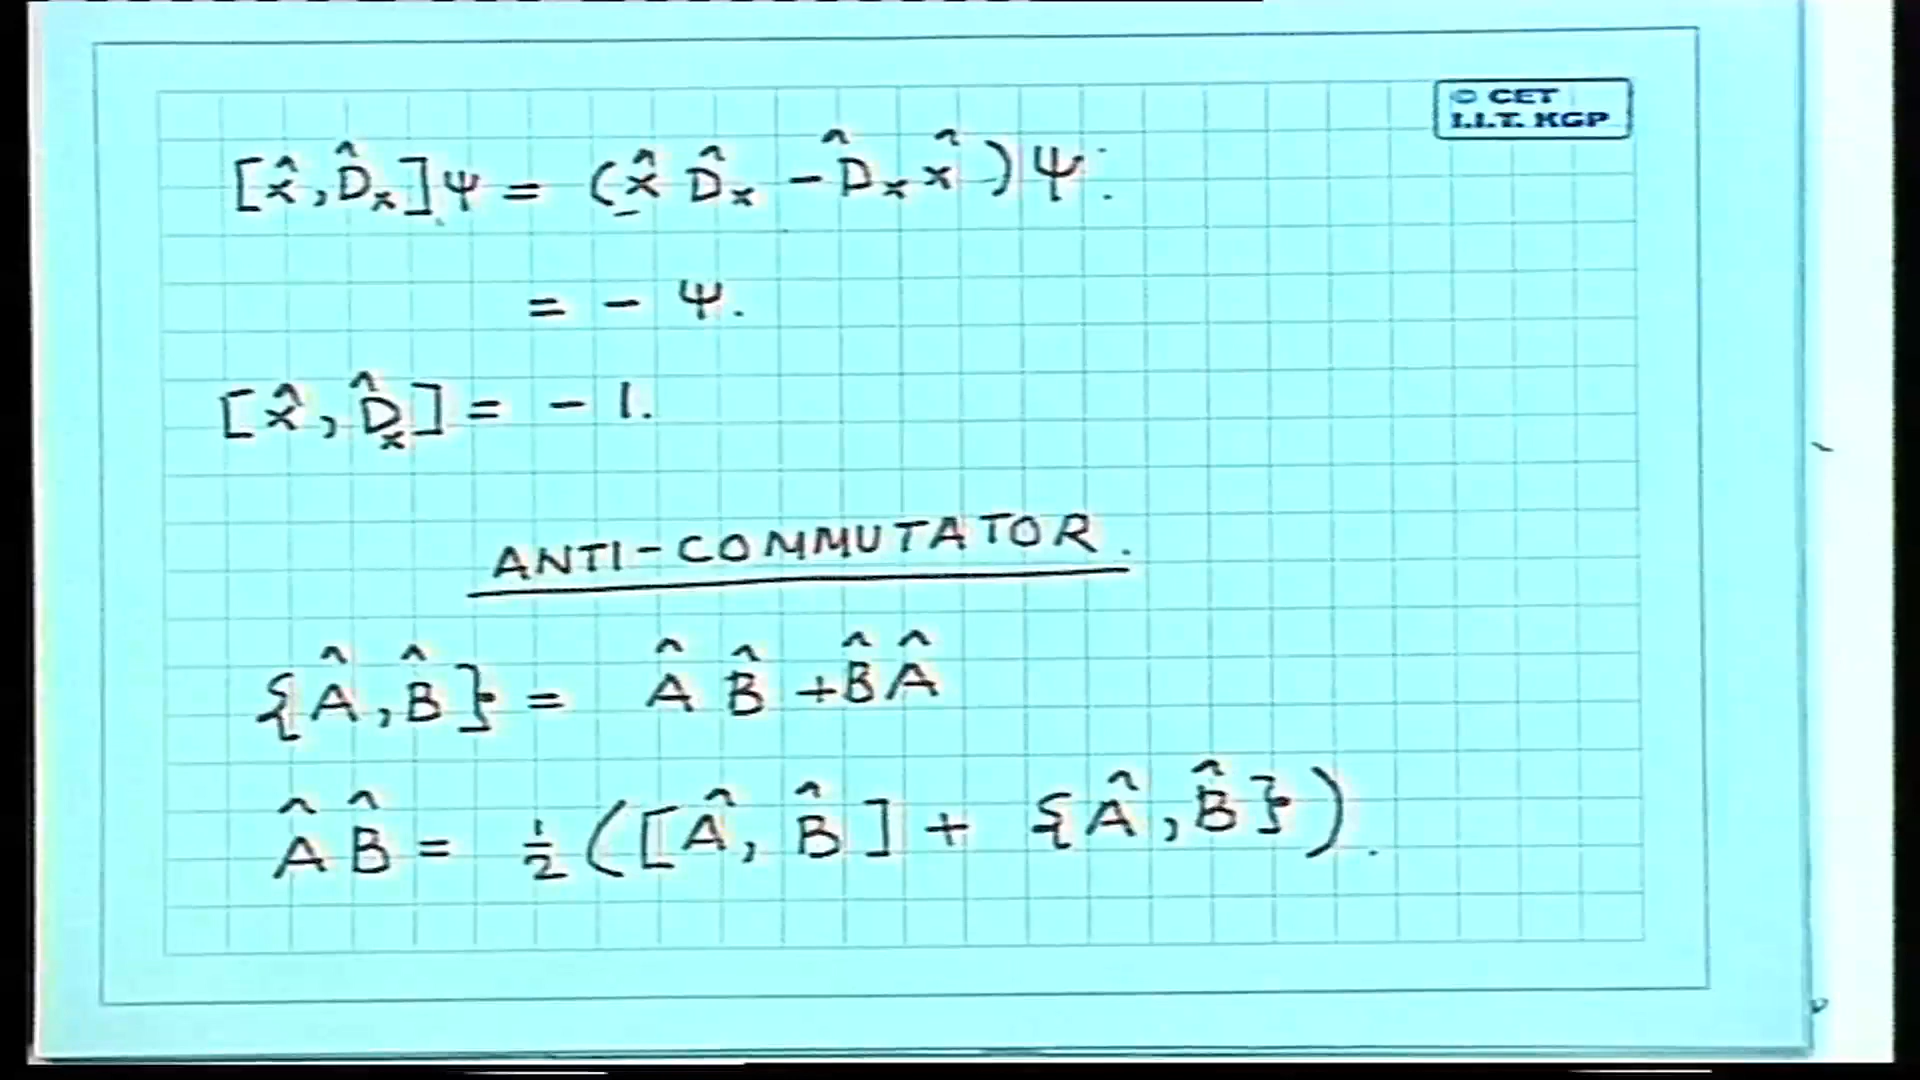 © CET
I.I.T. KGP
[x̂, D̂ₓ]ψ = (x̂ D̂ₓ - D̂ₓ x̂)ψ.
= - ψ.
[x̂, D̂ₓ] = - 1.
ANTI-COMMUTATOR.
{Â, B̂} = Â B̂ + B̂ Â
Â B̂ = ½([Â, B̂] + {Â, B̂}).